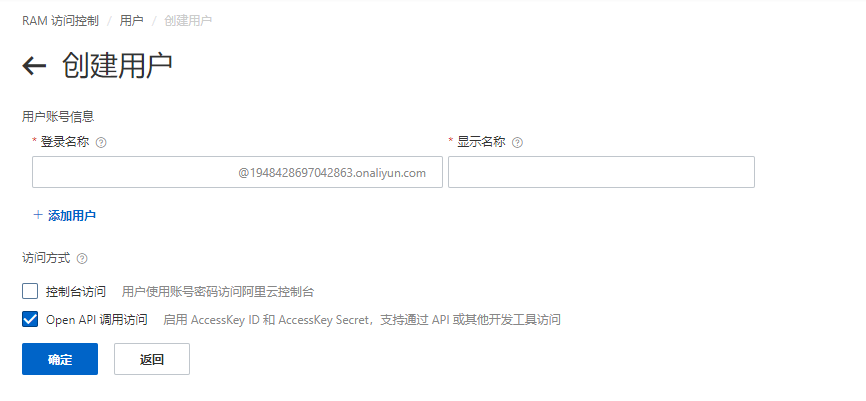 RAM 访问控制 / 用户 / 创建用户
← 创建用户
用户账号信息
* 登录名称 ? * 显示名称 ?
@1948428697042863.onaliyun.com
+ 添加用户
访问方式 ?
控制台访问 用户使用账号密码访问阿里云控制台
Open API 调用访问 启用 AccessKey ID 和 AccessKey Secret，支持通过 API 或其他开发工具访问
确定 返回